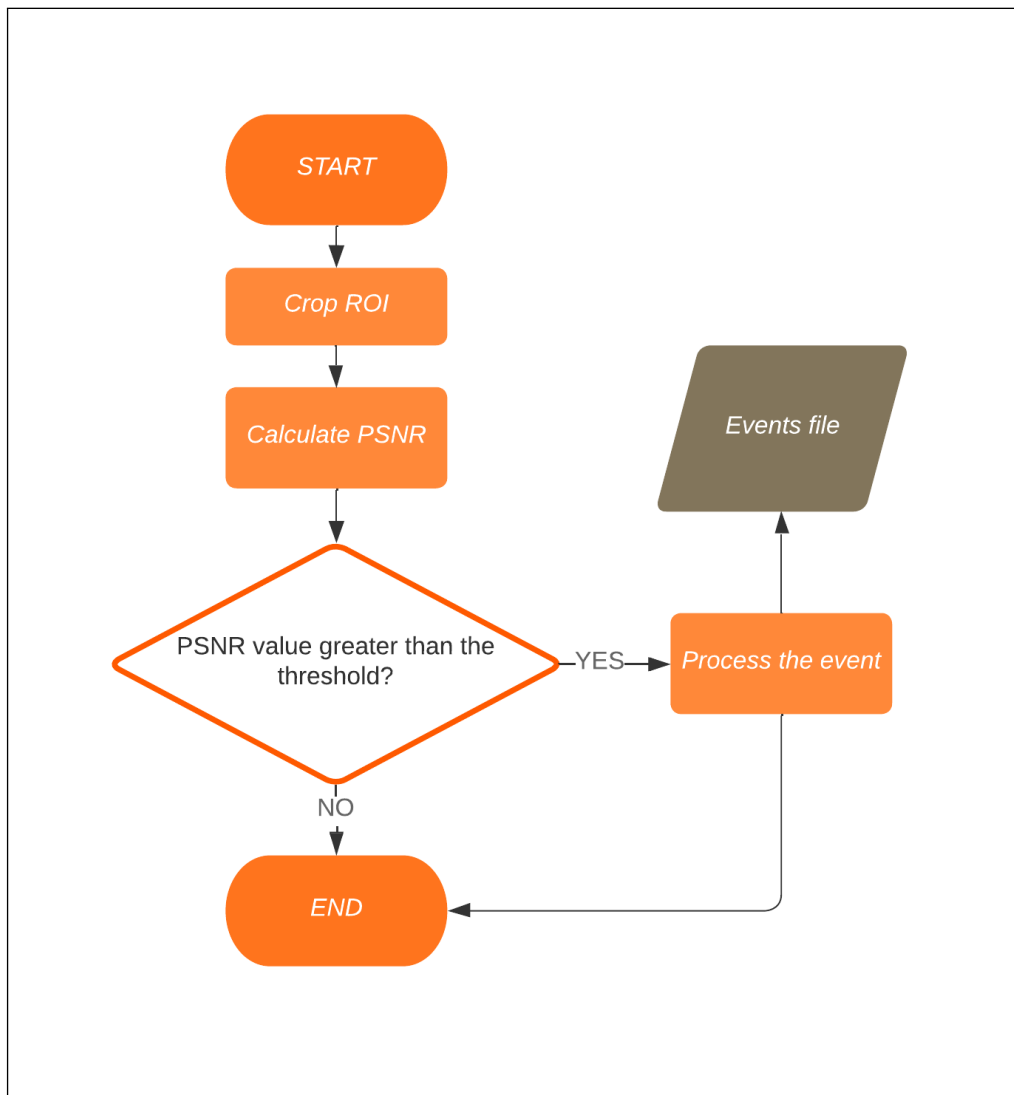 START
Crop ROI
Calculate PSNR
Events file
PSNR value greater than the
threshold?
YES
Process the event
NO
END